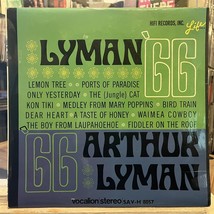 HIFI RECORDS, INC. Life
LYMAN '66
LEMON TREE • PORTS OF PARADISE
ONLY YESTERDAY • THE (Jungle) CAT
KON TIKI • MEDLEY FROM MARY POPPINS • BIRD TRAIN
DEAR HEART • A TASTE OF HONEY • WAIMEA COWBOY
THE BOY FROM LAUPAHOEHOE • FIDDLER ON THE ROOF
'66 ARTHUR
LYMAN
vocalion stereo SAV-H